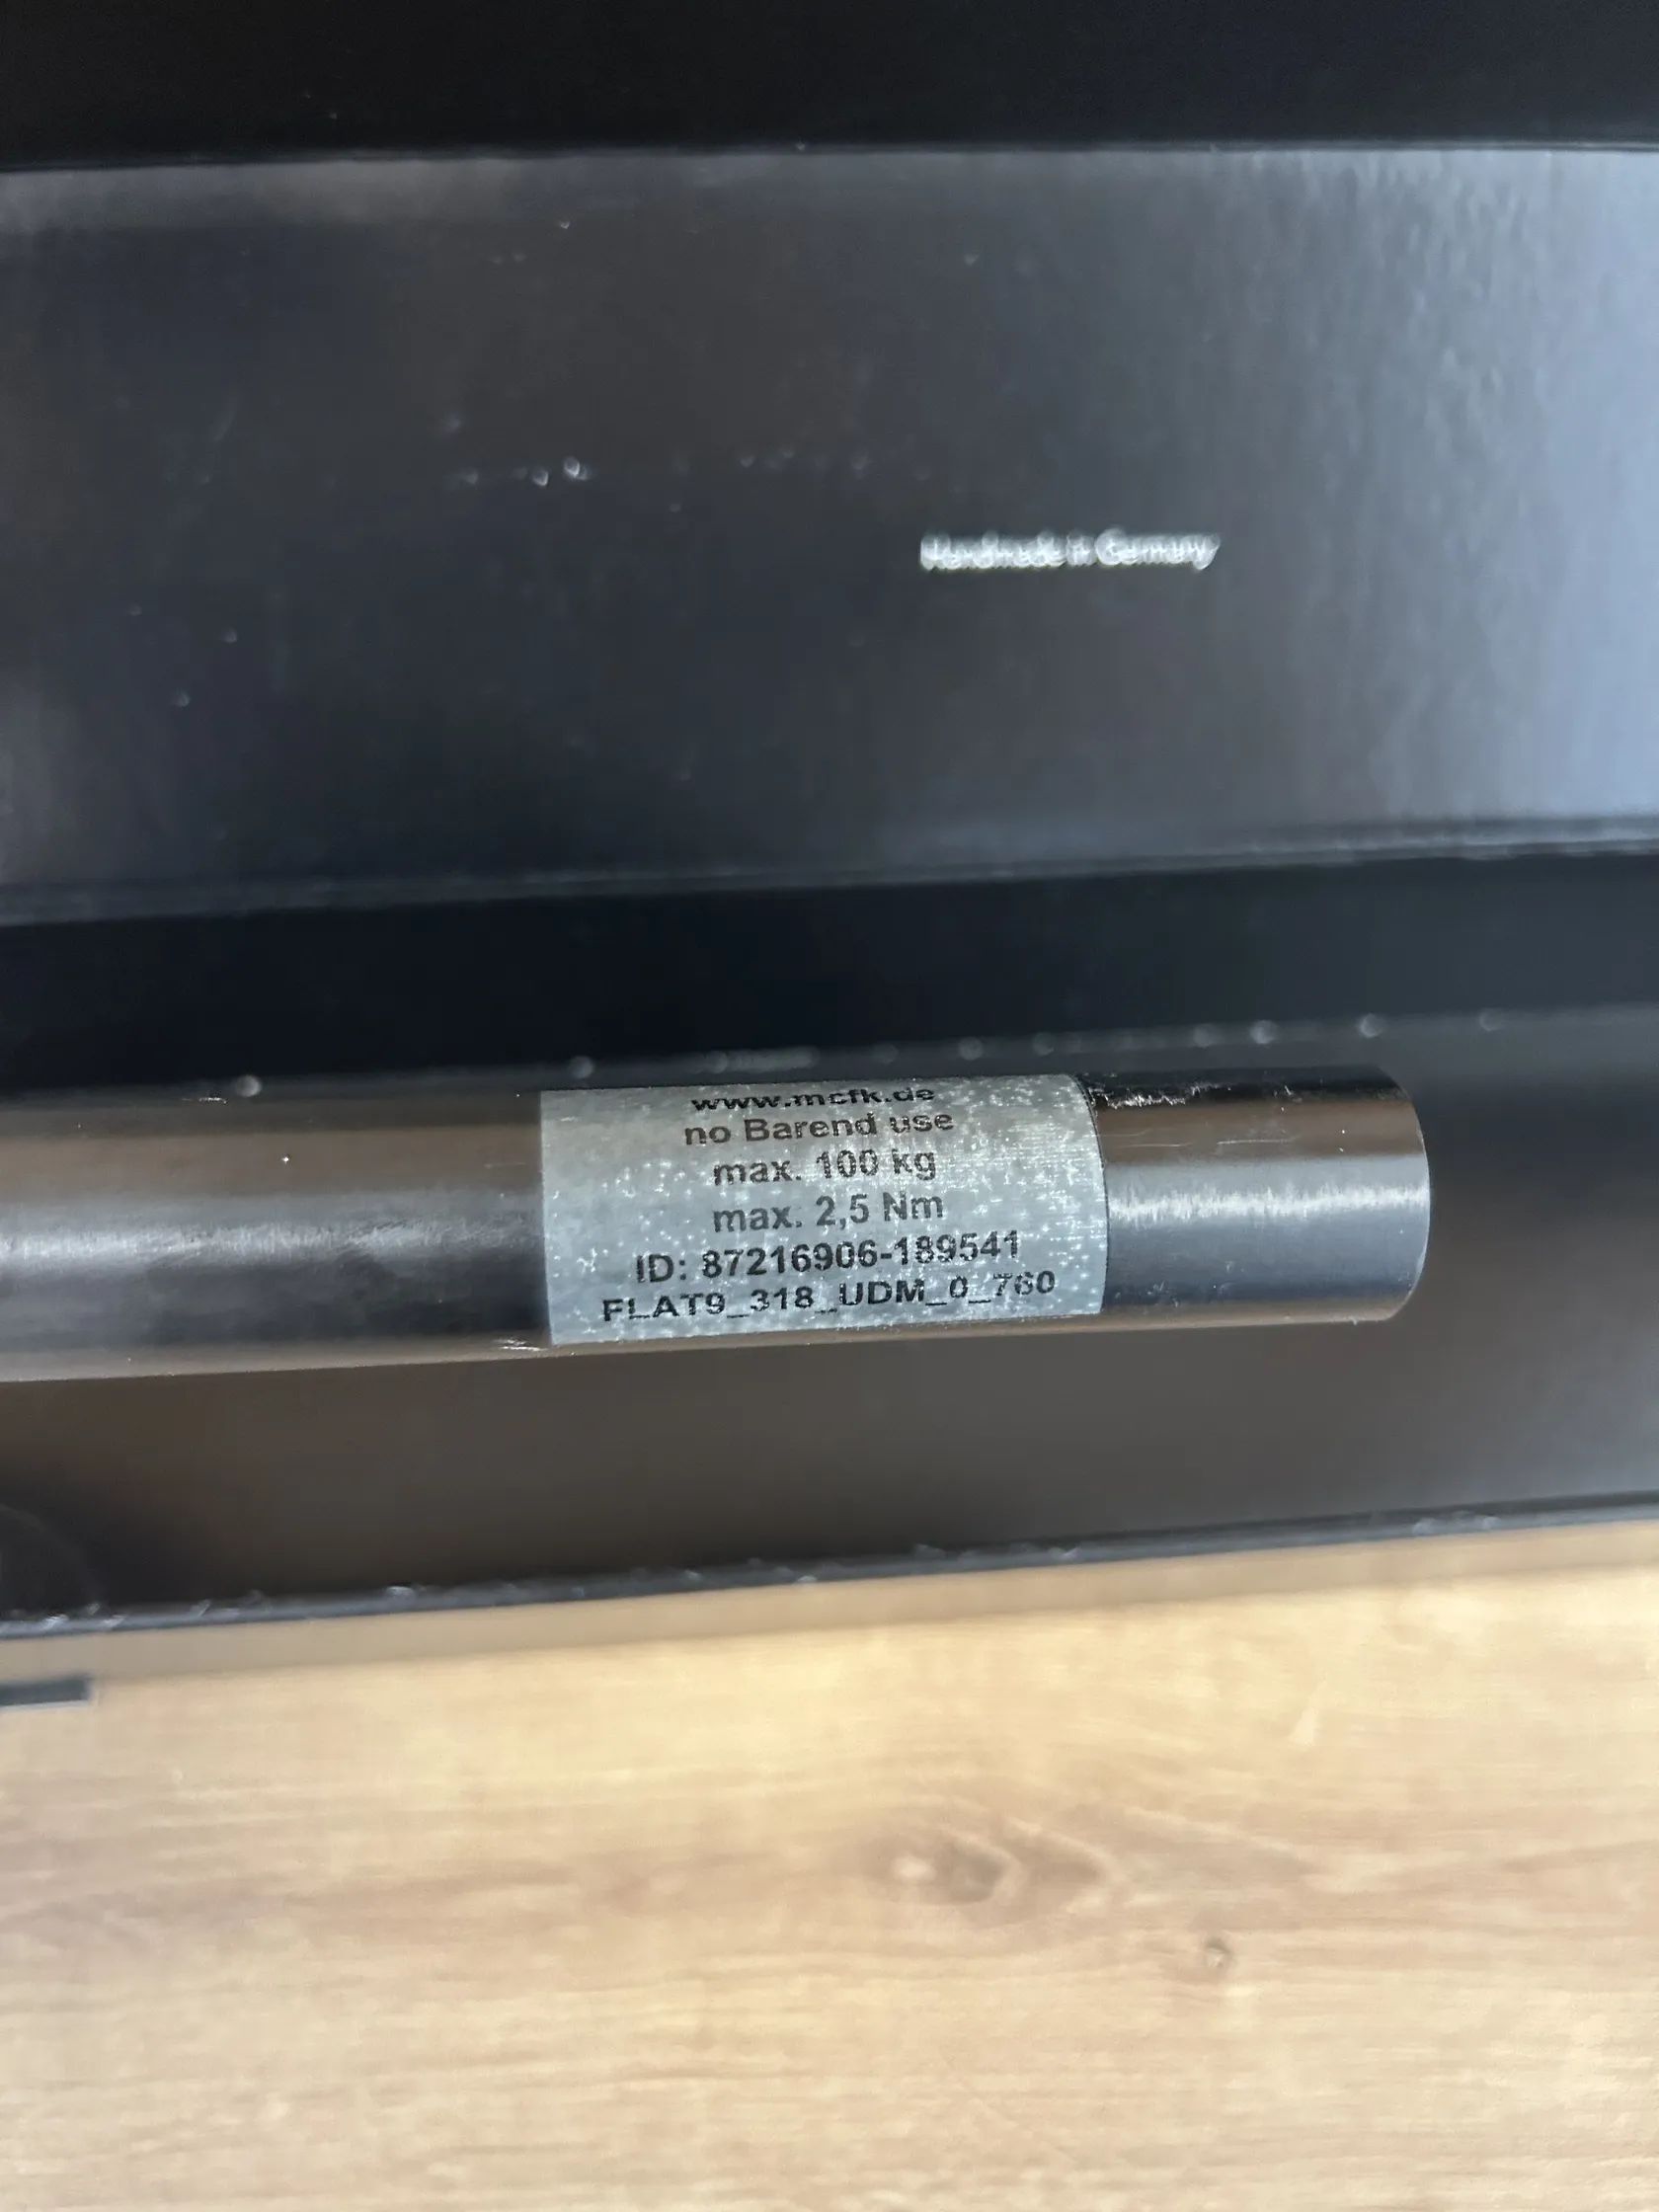 Handmade in Germany
www.mcfk.de
no Barend use
max. 100 kg
max. 2,5 Nm
ID: 87216906-189541
FLAT9_318_UDM_0_760